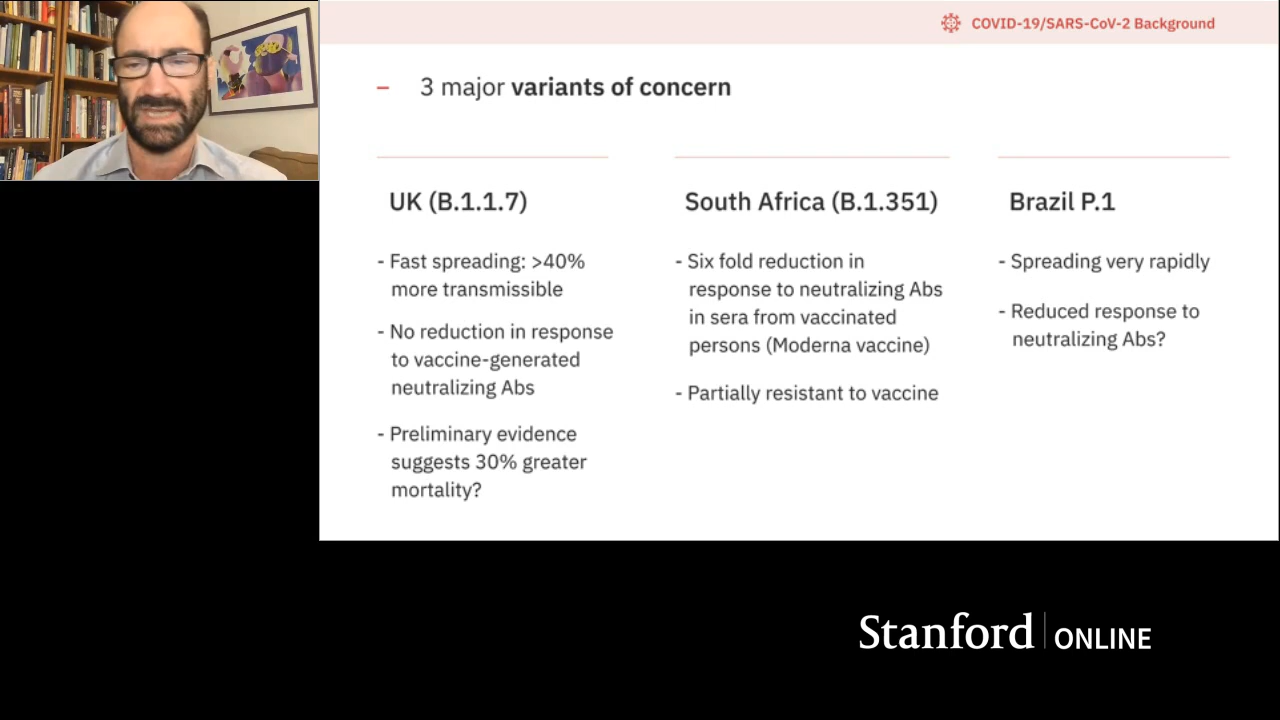 COVID-19/SARS-CoV-2 Background
– 3 major variants of concern
UK (B.1.1.7)
- Fast spreading: >40%
more transmissible
- No reduction in response
to vaccine-generated
neutralizing Abs
- Preliminary evidence
suggests 30% greater
mortality?
South Africa (B.1.351)
- Six fold reduction in
response to neutralizing Abs
in sera from vaccinated
persons (Moderna vaccine)
- Partially resistant to vaccine
Brazil P.1
- Spreading very rapidly
- Reduced response to
neutralizing Abs?
Stanford ONLINE